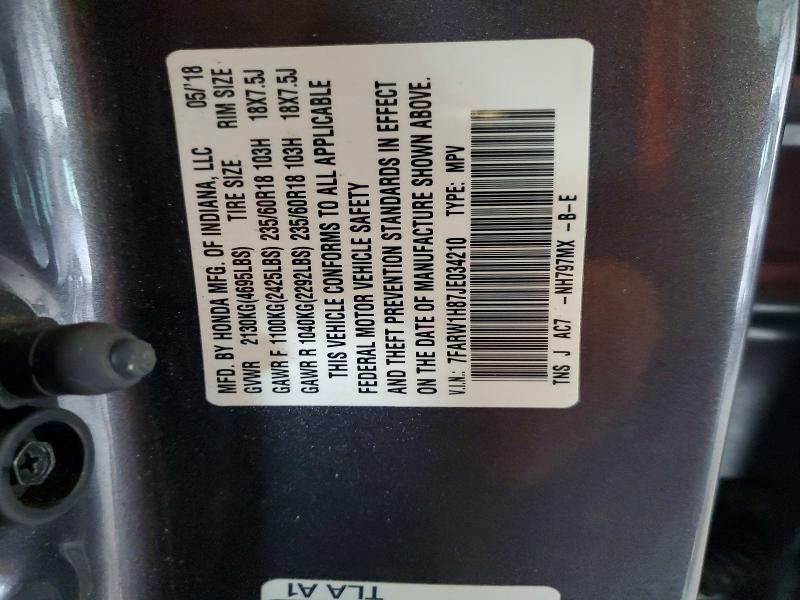 MFD. BY HONDA MFG. OF INDIANA, LLC 05/'18
GVWR 2130KG(4695LBS) TIRE SIZE RIM SIZE
GAWR F 1100KG(2425LBS) 235/60R18 103H 18X7.5J
GAWR R 1040KG(2292LBS) 235/60R18 103H 18X7.5J
THIS VEHICLE CONFORMS TO ALL APPLICABLE
FEDERAL MOTOR VEHICLE SAFETY
AND THEFT PREVENTION STANDARDS IN EFFECT
ON THE DATE OF MANUFACTURE SHOWN ABOVE.
V.I.N.: 7FARW1H87JE034210 TYPE: MPV
TNS J AC7 -NH797MX -B-E
TLA A1